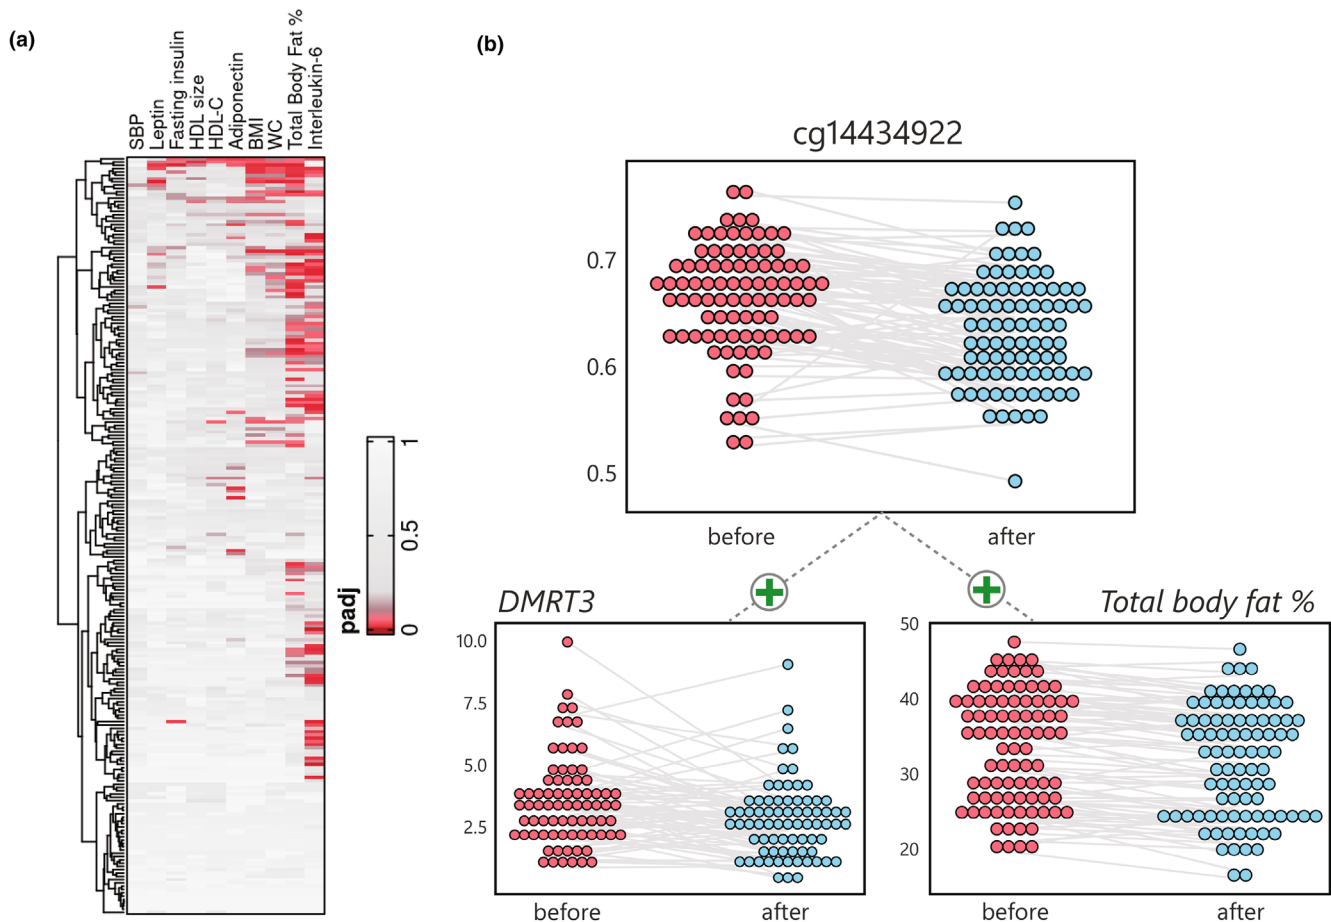 (a)
SBP
Leptin
Fasting insulin
HDL size
HDL-C
Adiponectin
BMI
WC
Total Body Fat %
Interleukin-6
padj
0
0.5
1
(b)
cg14434922
0.7
0.6
0.5
before
after
DMRT3
10.0
7.5
5.0
2.5
before
after
Total body fat %
50
40
30
20
before
after